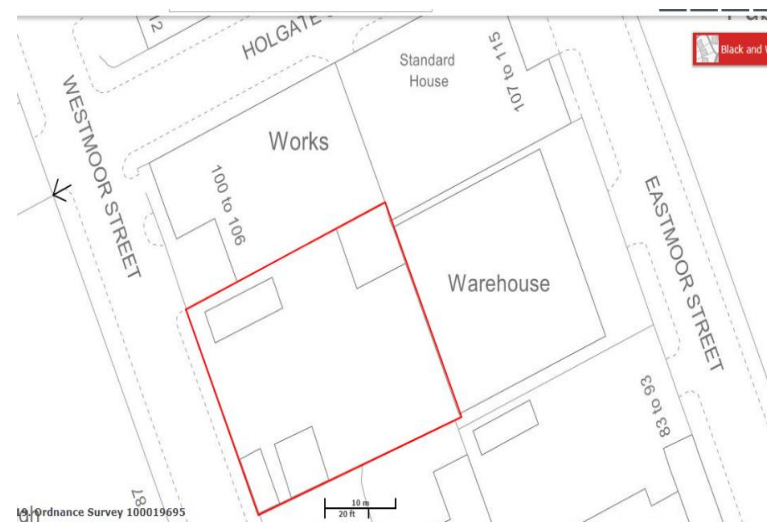 12
HOLGATE
Standard
House
107 to 115
Black and
Works
WESTMOOR STREET
100 to 106
EASTMOOR STREET
Warehouse
83 to 93
87
10 m
20 ft
Ordnance Survey 100019695